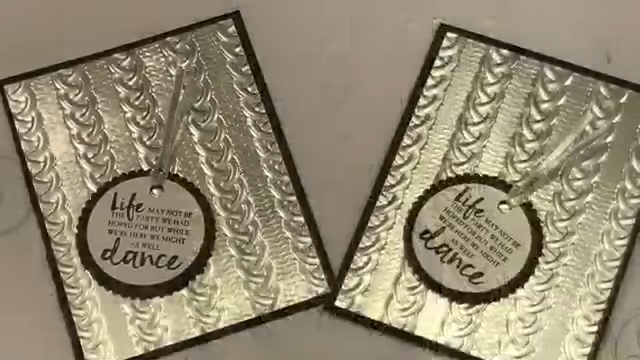 Life MAY NOT BE
THE PARTY WE HAD
HOPED FOR BUT WHILE
WE'RE HERE WE MIGHT
AS WELL
dance
Life MAY NOT BE
THE PARTY WE HAD
HOPED FOR BUT WHILE
WE'RE HERE WE MIGHT
AS WELL
dance